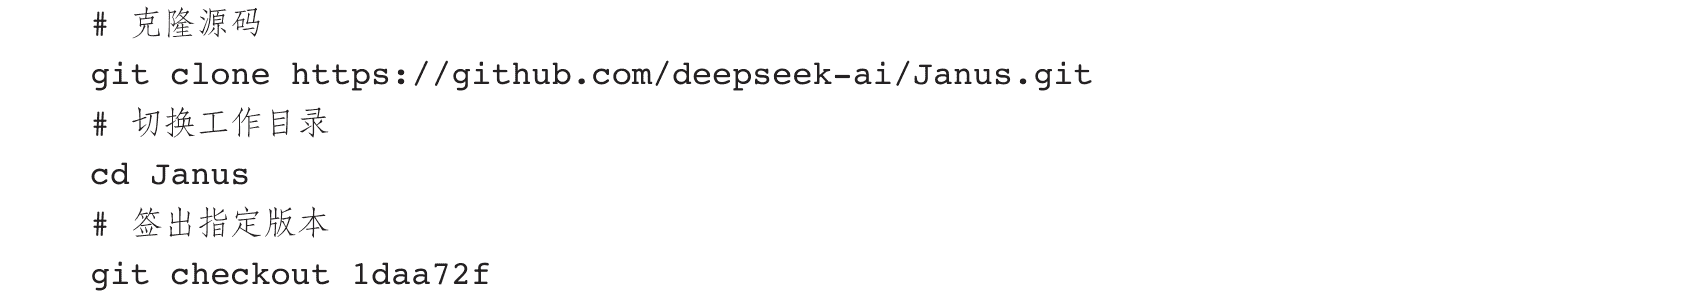 # 克隆源码
git clone https://github.com/deepseek-ai/Janus.git
# 切换工作目录
cd Janus
# 签出指定版本
git checkout 1daa72f